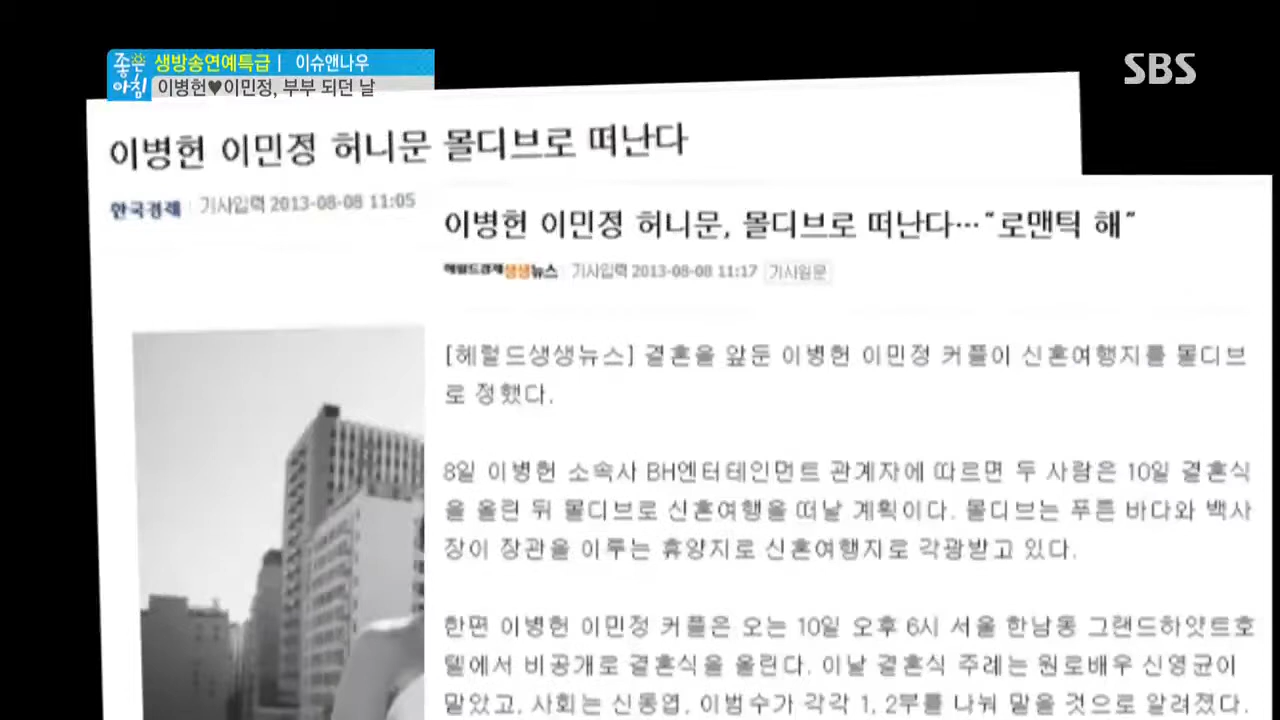 좋은
아침
생방송연예특급 | 이슈앤나우
이병헌♥이민정, 부부 되던 날
SBS
이병헌 이민정 허니문 몰디브로 떠난다
한국경제 | 기사입력 2013-08-08 11:05
이병헌 이민정 허니문, 몰디브로 떠난다…"로맨틱 해"
헤럴드경제생생뉴스 | 기사입력 2013-08-08 11:17 기사원문
[헤럴드생생뉴스] 결혼을 앞둔 이병헌 이민정 커플이 신혼여행지를 몰디브
로 정했다.
8일 이병헌 소속사 BH엔터테인먼트 관계자에 따르면 두 사람은 10일 결혼식
을 올린 뒤 몰디브로 신혼여행을 떠날 계획이다. 몰디브는 푸른 바다와 백사
장이 장관을 이루는 휴양지로 신혼여행지로 각광받고 있다.
한편 이병헌 이민정 커플은 오는 10일 오후 6시 서울 한남동 그랜드하얏트호
텔에서 비공개로 결혼식을 올린다. 이날 결혼식 주례는 원로배우 신영균이
맡았고, 사회는 신동엽, 이범수가 각각 1, 2부를 나눠 맡을 것으로 알려졌다.